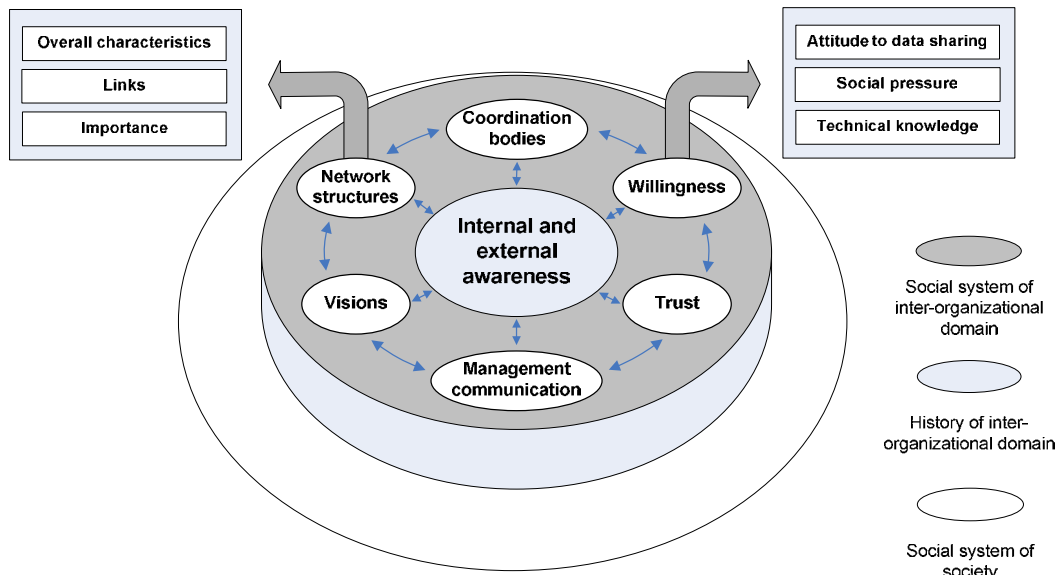 Overall characteristics
Links
Importance
Attitude to data sharing
Social pressure
Technical knowledge
Coordination
bodies
Network
structures
Willingness
Internal and
external
awareness
Visions
Trust
Management
communication
Social system of
inter-organizational
domain
History of inter-
organizational domain
Social system of
society